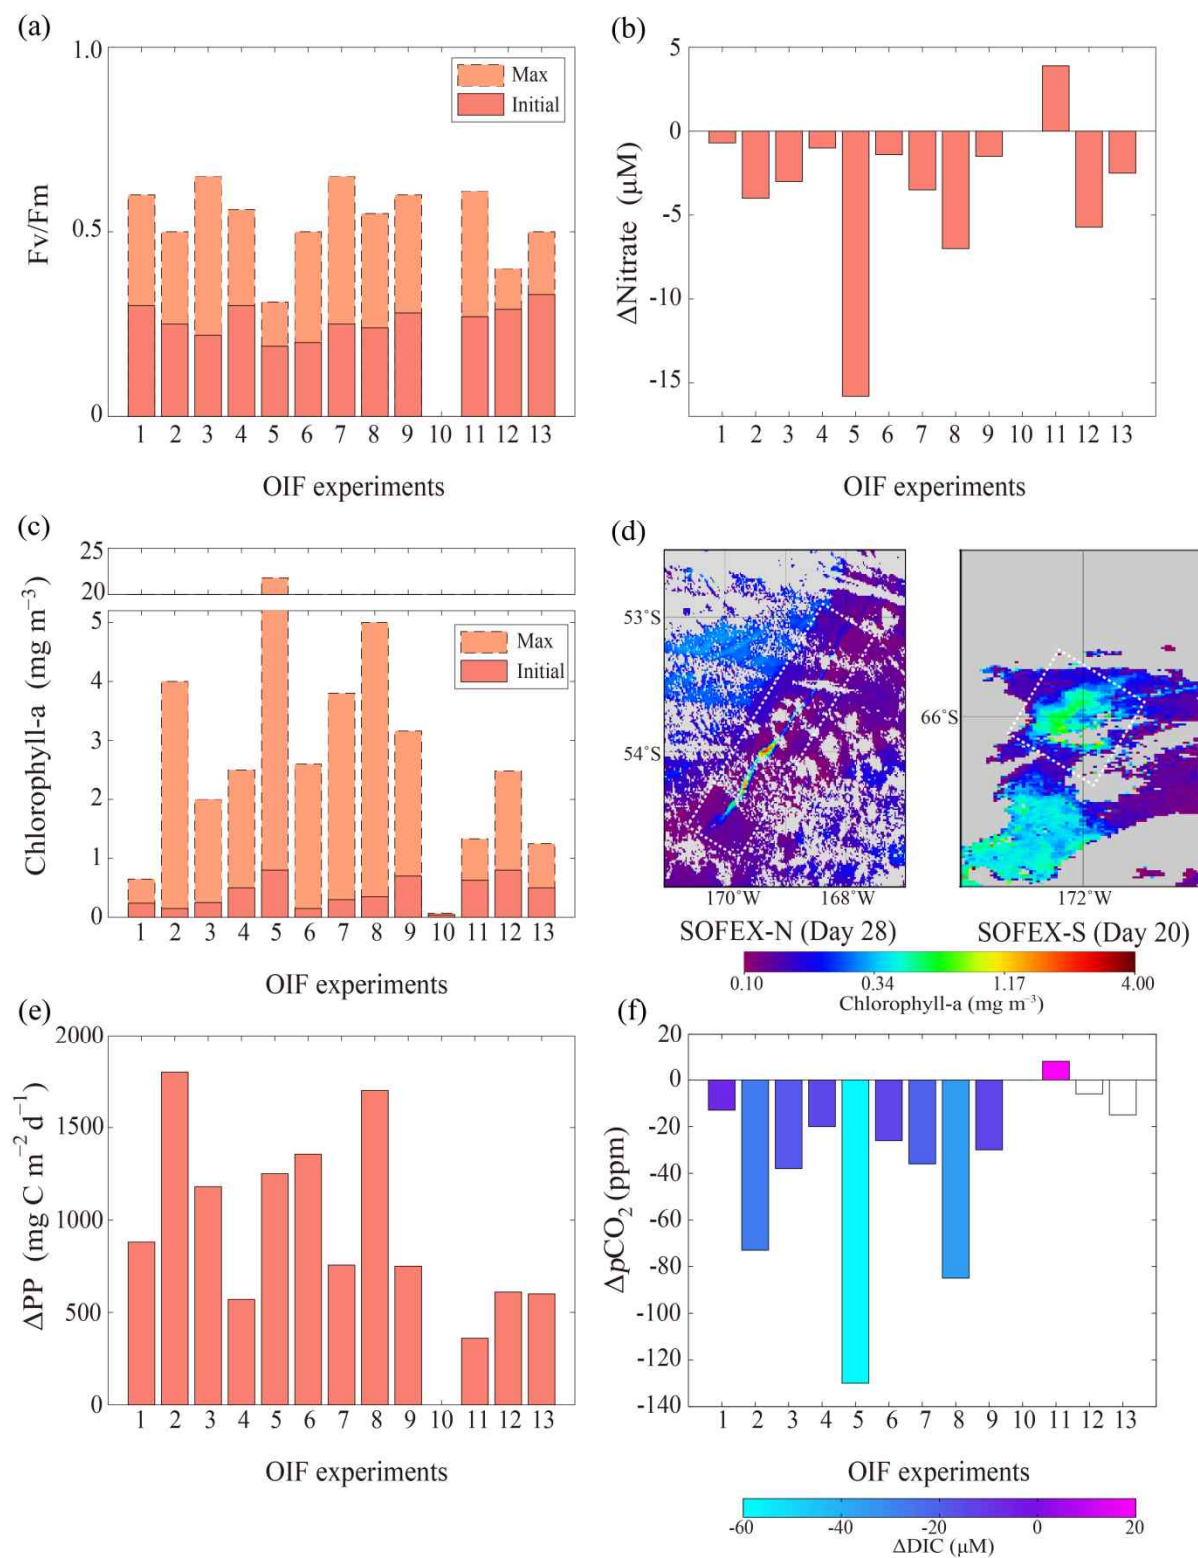 (a)
1.0
0.5
0
Fv/Fm
Max
Initial
1 2 3 4 5 6 7 8 9 10 11 12 13
OIF experiments
(b)
5
0
-5
-10
-15
ΔNitrate (μM)
1 2 3 4 5 6 7 8 9 10 11 12 13
OIF experiments
(c)
25
20
5
4
3
2
1
0
Chlorophyll-a (mg m⁻³)
Max
Initial
1 2 3 4 5 6 7 8 9 10 11 12 13
OIF experiments
(d)
53°S
54°S
170°W 168°W
SOFEX-N (Day 28)
66°S
172°W
SOFEX-S (Day 20)
0.10 0.34 1.17 4.00
Chlorophyll-a (mg m⁻³)
(e)
2000
1500
1000
500
0
ΔPP (mg C m⁻² d⁻¹)
1 2 3 4 5 6 7 8 9 10 11 12 13
OIF experiments
(f)
20
0
-20
-40
-60
-80
-100
-120
-140
ΔpCO₂ (ppm)
1 2 3 4 5 6 7 8 9 10 11 12 13
OIF experiments
-60 -40 -20 0 20
ΔDIC (μM)